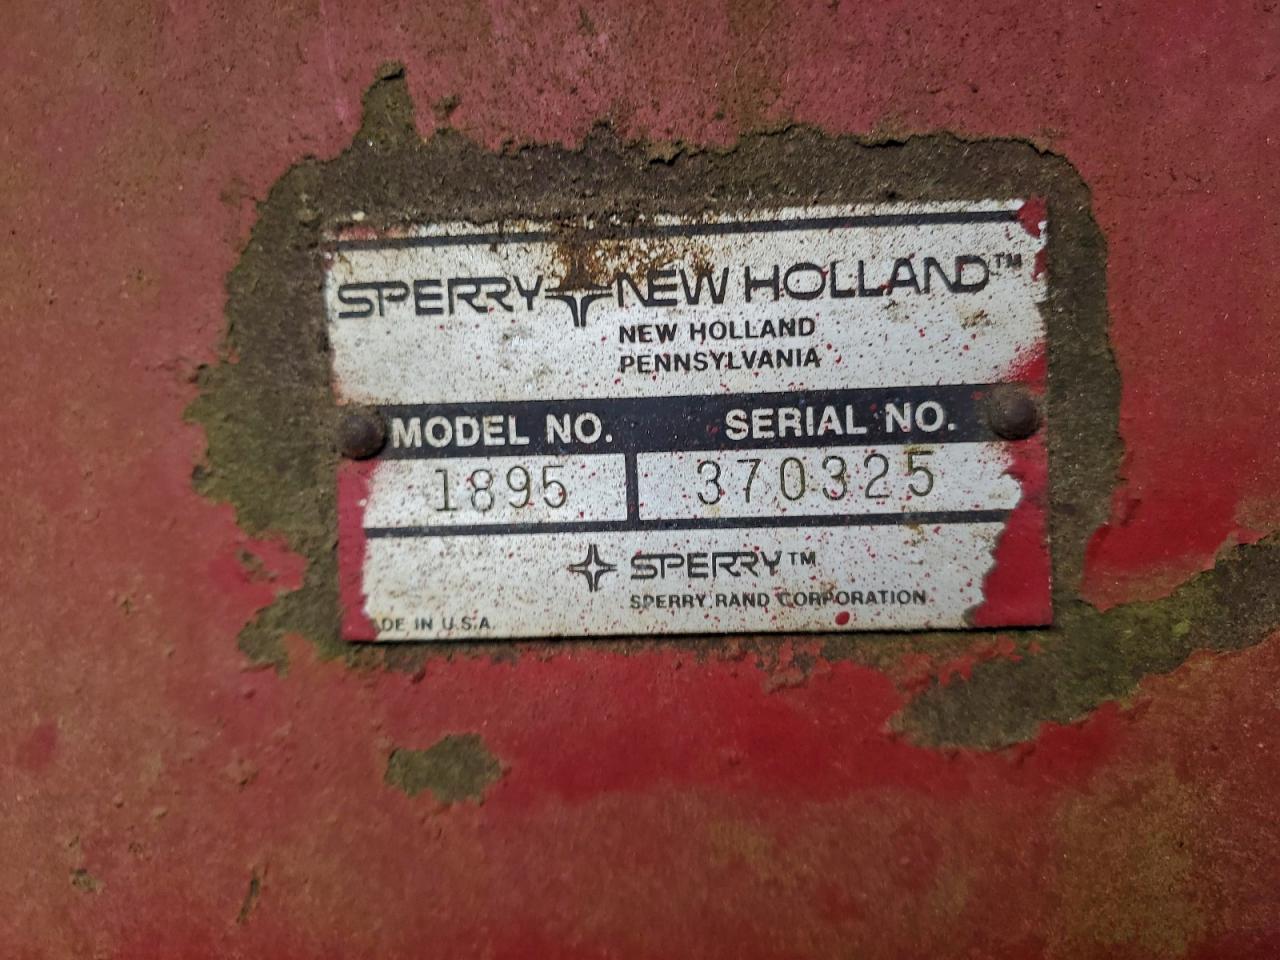 SPERRY NEW HOLLAND™
NEW HOLLAND
PENNSYLVANIA
MODEL NO. SERIAL NO.
1895 370325
SPERRY™
SPERRY RAND CORPORATION
DE IN U.S.A.